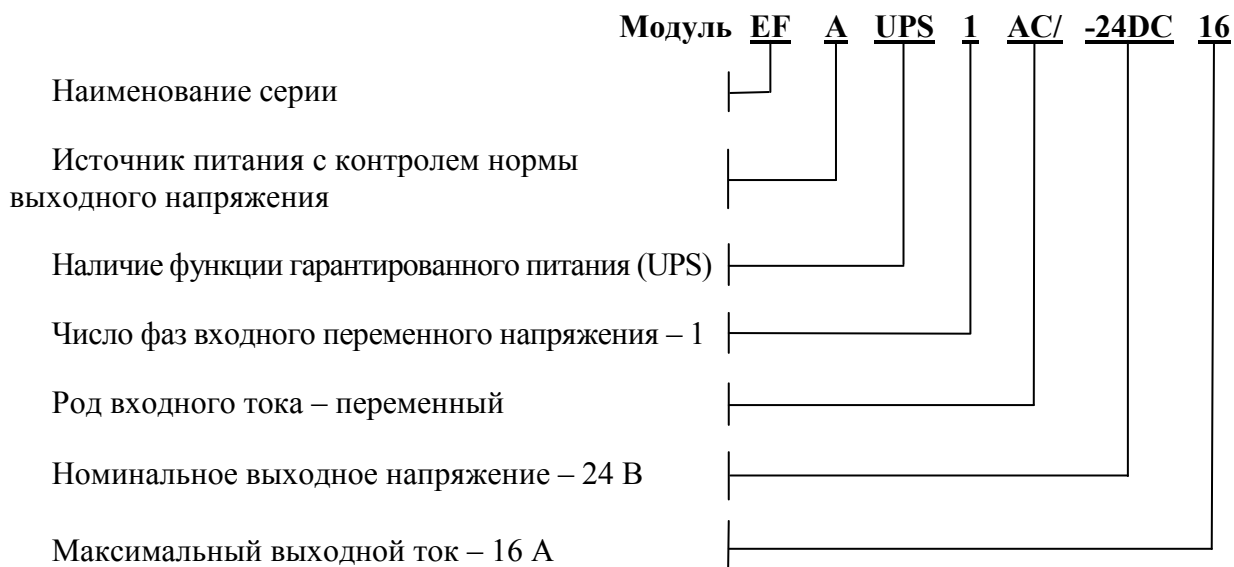 Модуль EF A UPS 1 AC/ -24DC 16
Наименование серии
Источник питания с контролем нормы
выходного напряжения
Наличие функции гарантированного питания (UPS)
Число фаз входного переменного напряжения – 1
Род входного тока – переменный
Номинальное выходное напряжение – 24 В
Максимальный выходной ток – 16 А